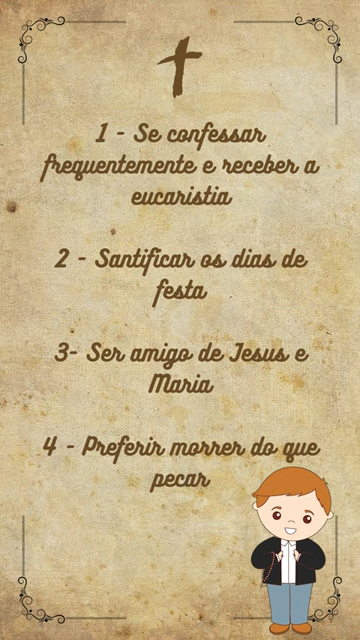 1 - Se confessar
frequentemente e receber a
eucaristia
2 - Santificar os dias de
festa
3- Ser amigo de Jesus e
Maria
4 - Preferir morrer do que
pecar